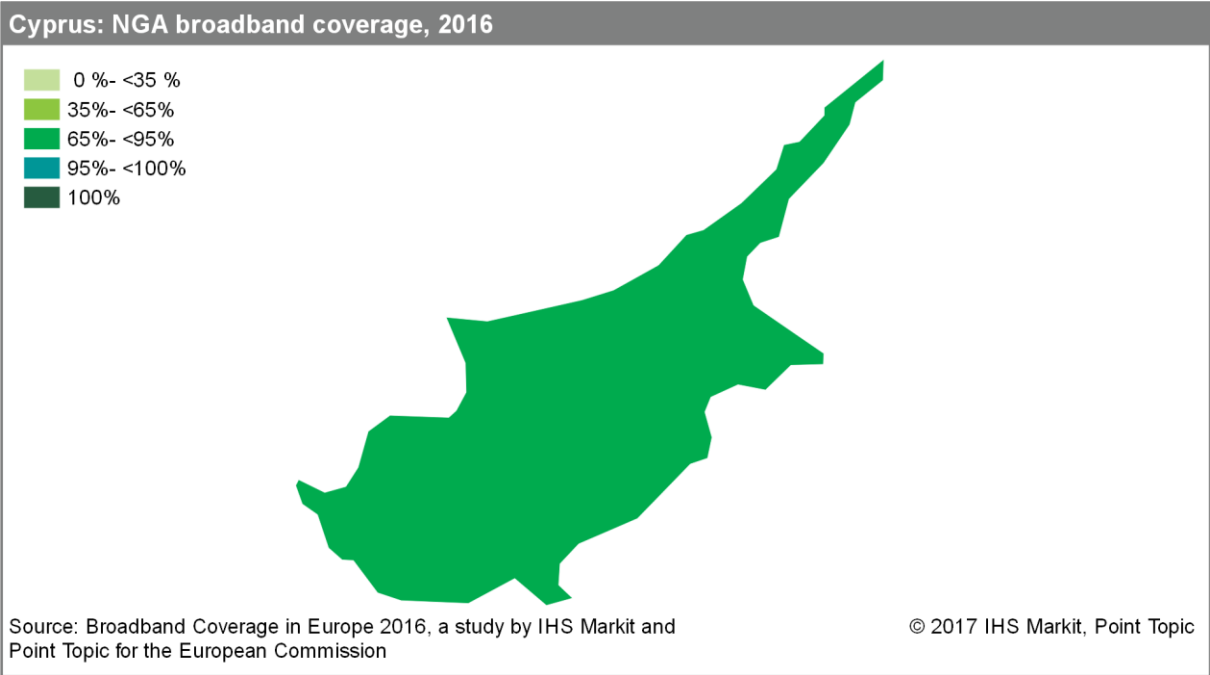 Cyprus: NGA broadband coverage, 2016
0 %- <35 %
35%- <65%
65%- <95%
95%- <100%
100%
Source: Broadband Coverage in Europe 2016, a study by IHS Markit and
Point Topic for the European Commission
© 2017 IHS Markit, Point Topic